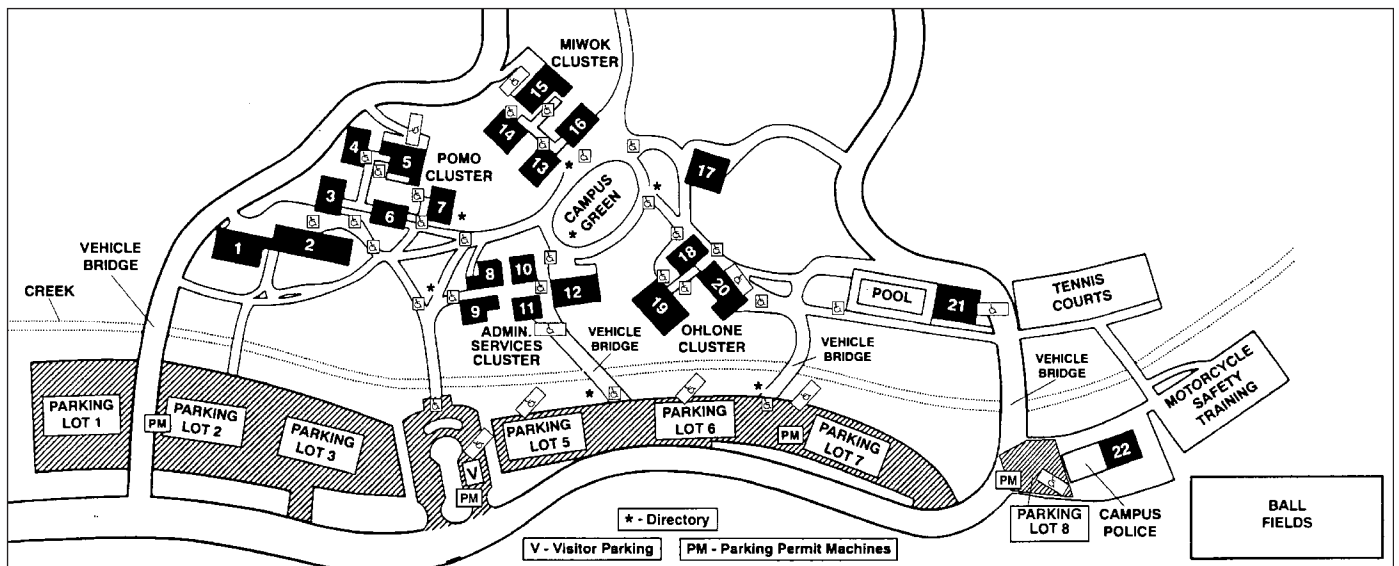 MIWOK
CLUSTER
15
14
16
13
4
5
POMO
CLUSTER
3
6
7
17
CAMPUS
GREEN
*
*
*
1
2
VEHICLE
BRIDGE
CREEK
8
10
9
11
12
*
ADMIN.
SERVICES
CLUSTER
18
19
20
OHLONE
CLUSTER
POOL
21
TENNIS
COURTS
VEHICLE
BRIDGE
VEHICLE
BRIDGE
VEHICLE
BRIDGE
MOTORCYCLE
SAFETY
TRAINING
*
*
PARKING
LOT 1
PM
PARKING
LOT 2
PARKING
LOT 3
V
PM
PARKING
LOT 5
PARKING
LOT 6
PM
PARKING
LOT 7
PM
22
PARKING
LOT 8
CAMPUS
POLICE
BALL
FIELDS
* - Directory
V - Visitor Parking
PM - Parking Permit Machines